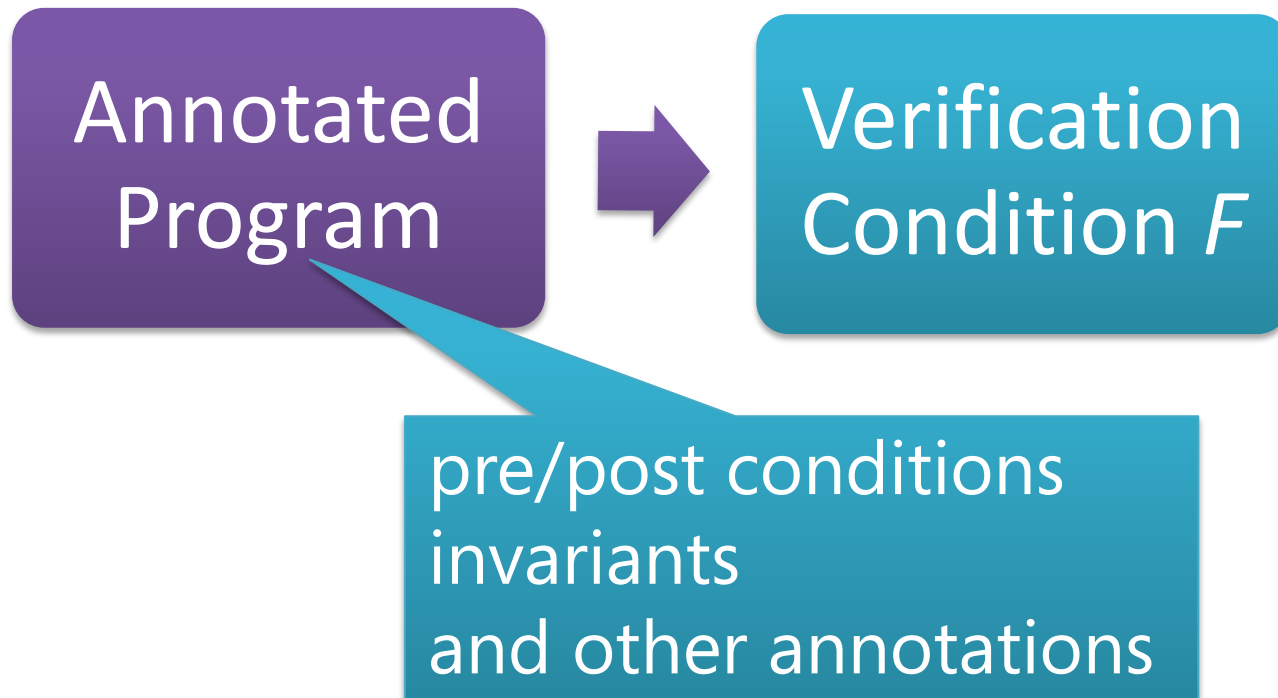 Annotated
Program
Verification
Condition F
pre/post conditions
invariants
and other annotations